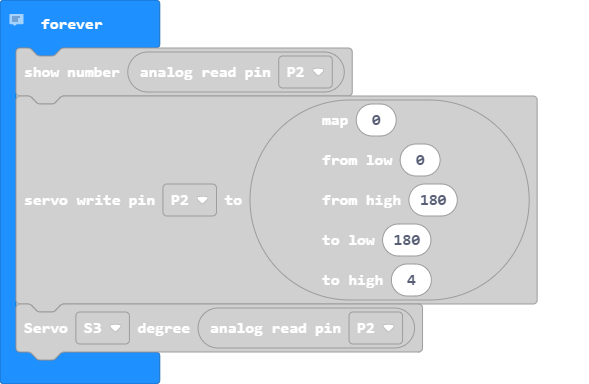 forever
show number analog read pin P2
map 0
from low 0
servo write pin P2 to from high 180
to low 180
to high 4
Servo S3 degree analog read pin P2